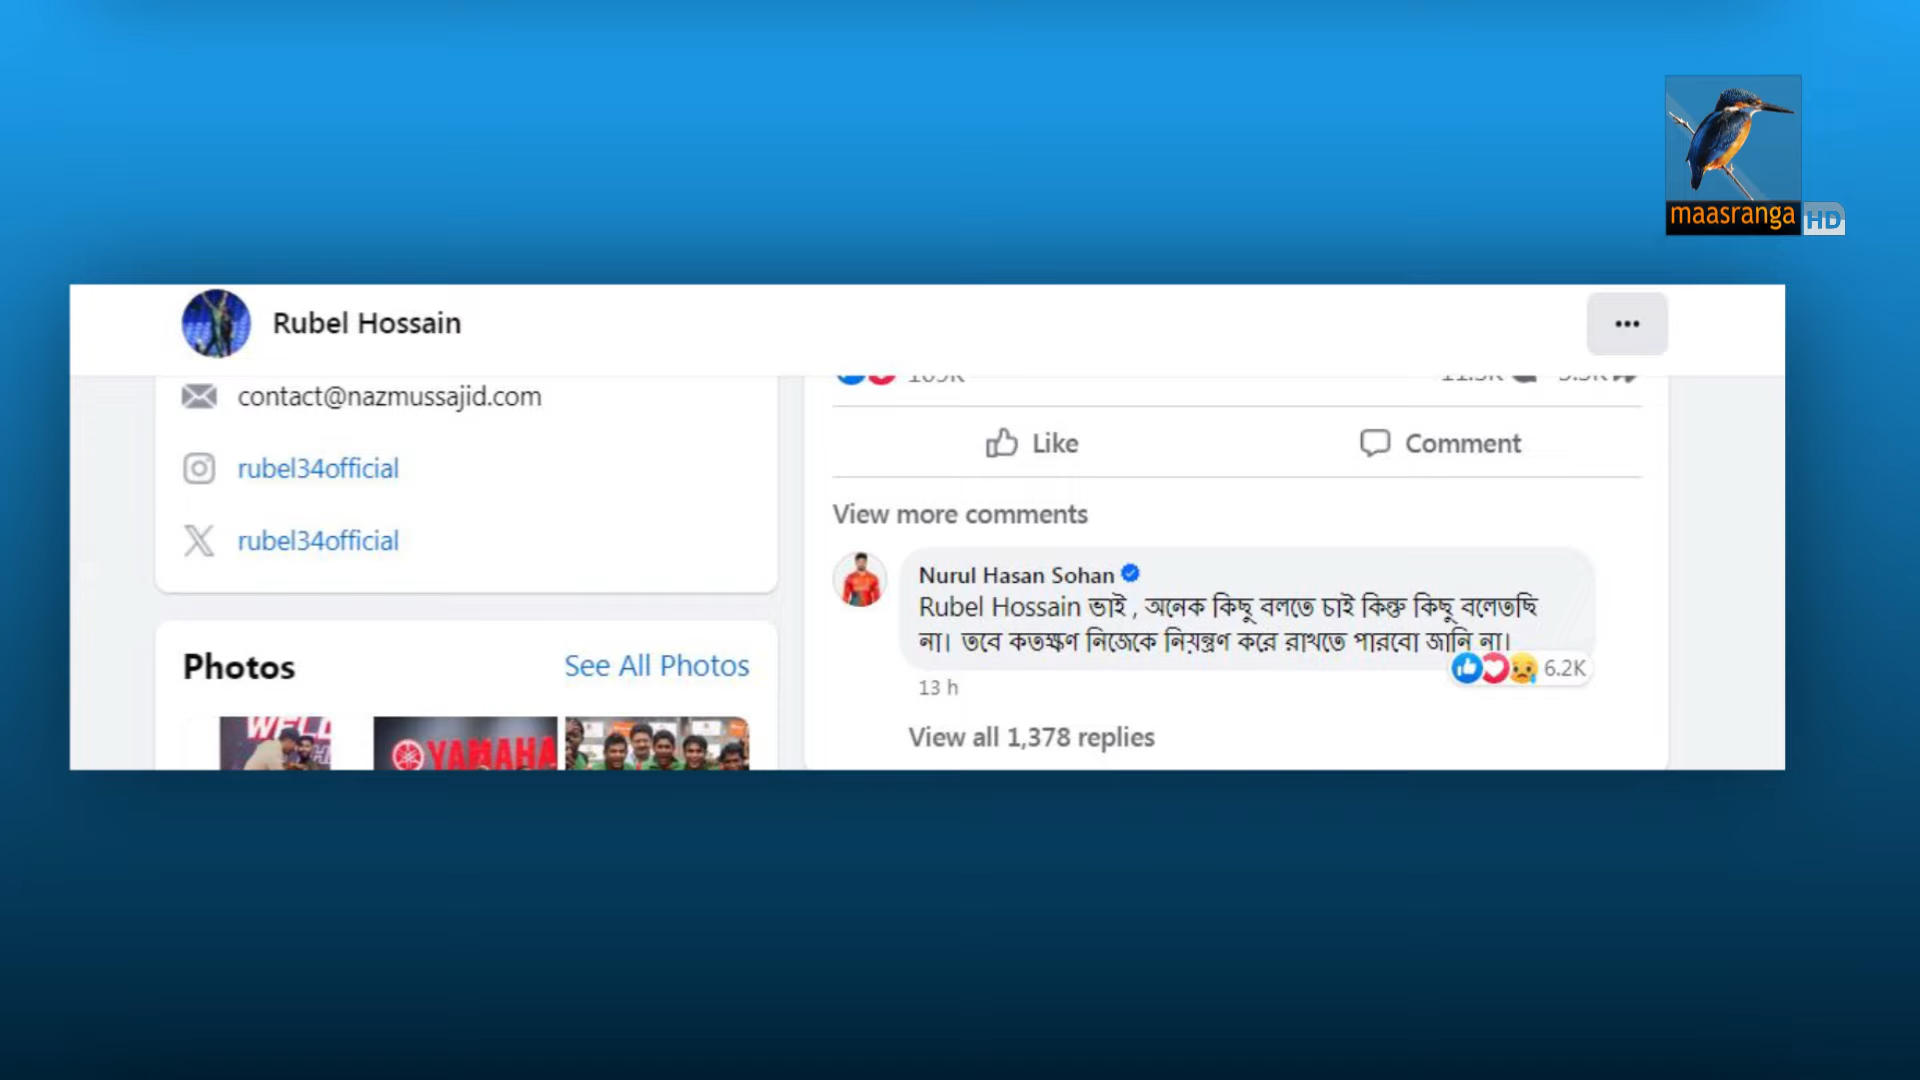 maasranga HD
Rubel Hossain
contact@nazmussajid.com
rubel34official
rubel34official
Photos
See All Photos
YAMAHA
Like
Comment
View more comments
Nurul Hasan Sohan
Rubel Hossain ভাই , অনেক কিছু বলতে চাই কিন্তু কিছু বলেতছি
না। তবে কতক্ষণ নিজেকে নিয়ন্ত্রণ করে রাখতে পারবো জানি না।
6.2K
13 h
View all 1,378 replies